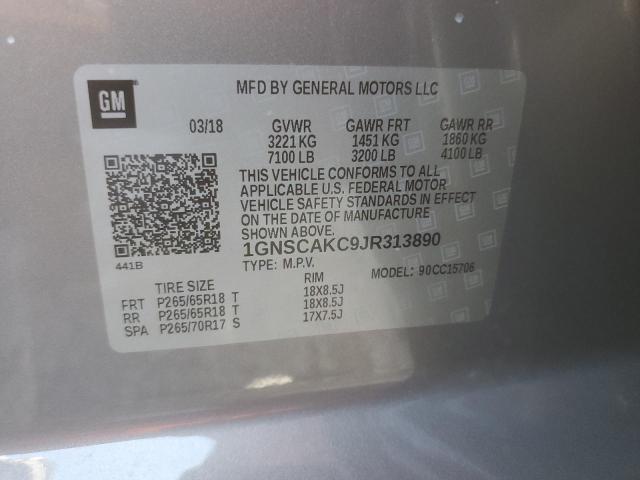 GM
MFD BY GENERAL MOTORS LLC
03/18 GVWR GAWR FRT GAWR RR
3221 KG 1451 KG 1860 KG
7100 LB 3200 LB 4100 LB
THIS VEHICLE CONFORMS TO ALL
APPLICABLE U.S. FEDERAL MOTOR
VEHICLE SAFETY STANDARDS IN EFFECT
ON THE DATE OF MANUFACTURE
SHOWN ABOVE.
1GNSCAKC9JR313890
441B
TYPE: M.P.V. MODEL: 90CC15706
TIRE SIZE RIM
FRT P265/65R18 T 18X8.5J
RR P265/65R18 T 18X8.5J
SPA P265/70R17 S 17X7.5J